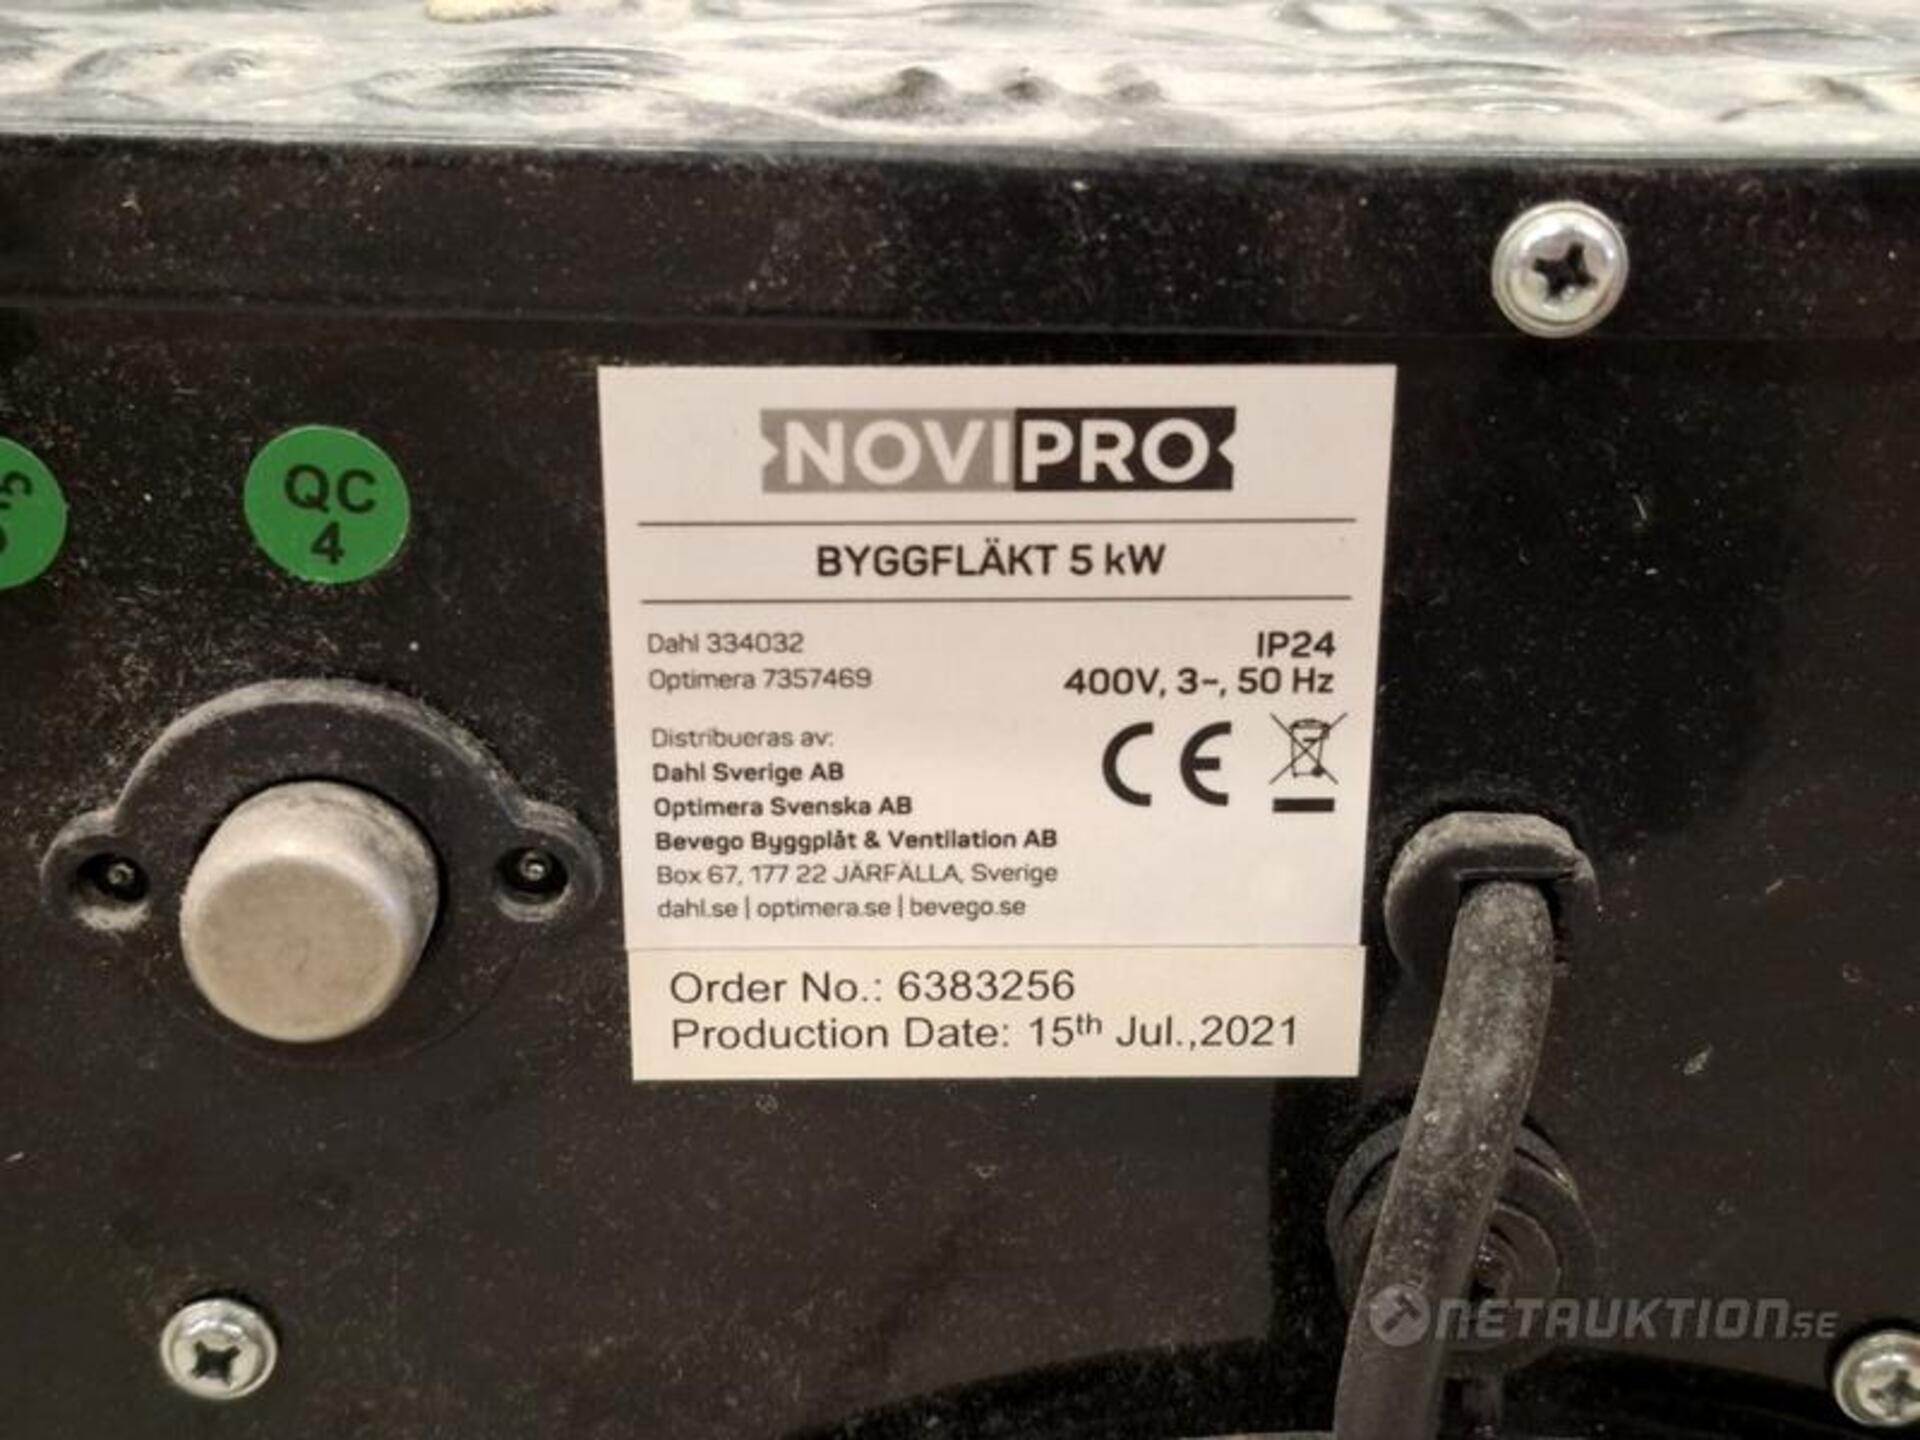 NOVIPRO
BYGGFLÄKT 5 kW
Dahl 334032
Optimera 7357469
IP24
400V, 3~, 50 Hz
Distribueras av:
Dahl Sverige AB
Optimera Svenska AB
Bevego Byggplåt & Ventilation AB
Box 67, 177 22 JÄRFÄLLA, Sverige
dahl.se | optimera.se | bevego.se
CE
Order No.: 6383256
Production Date: 15th Jul.,2021
QC
4
NETAUKTION.SE